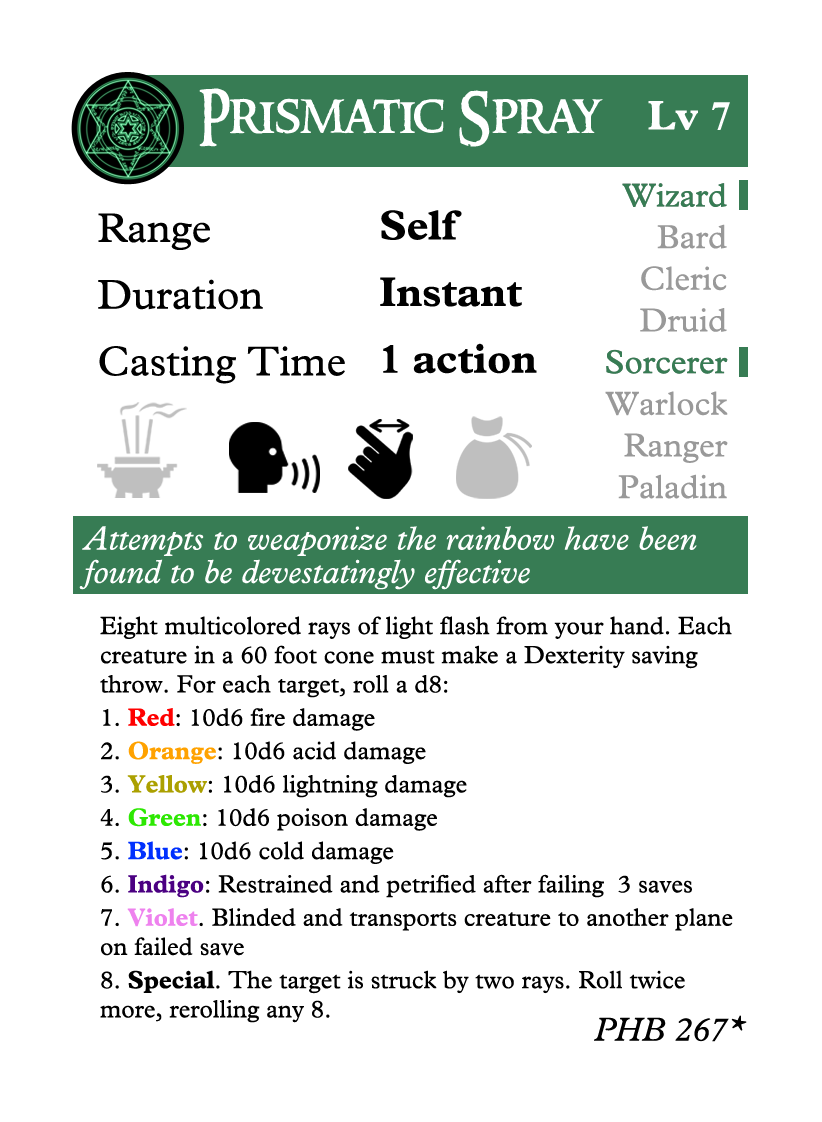 Prismatic Spray Lv 7
Range Self
Duration Instant
Casting Time 1 action
Wizard
Bard
Cleric
Druid
Sorcerer
Warlock
Ranger
Paladin
Attempts to weaponize the rainbow have been
found to be devestatingly effective
Eight multicolored rays of light flash from your hand. Each
creature in a 60 foot cone must make a Dexterity saving
throw. For each target, roll a d8:
1. Red: 10d6 fire damage
2. Orange: 10d6 acid damage
3. Yellow: 10d6 lightning damage
4. Green: 10d6 poison damage
5. Blue: 10d6 cold damage
6. Indigo: Restrained and petrified after failing  3 saves
7. Violet. Blinded and transports creature to another plane
on failed save
8. Special. The target is struck by two rays. Roll twice
more, rerolling any 8.
PHB 267*